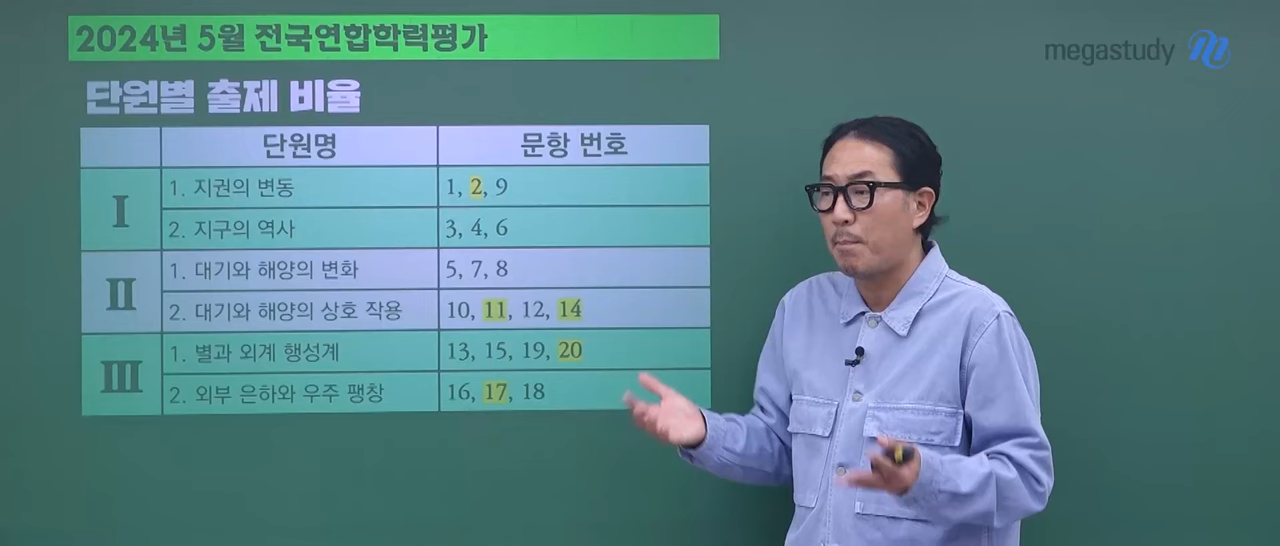 2024년 5월 전국연합학력평가
megastudy
단원별 출제 비율
단원명 문항 번호
I
1. 지권의 변동 1, 2, 9
2. 지구의 역사 3, 4, 6
II
1. 대기와 해양의 변화 5, 7, 8
2. 대기와 해양의 상호 작용 10, 11, 12, 14
III
1. 별과 외계 행성계 13, 15, 19, 20
2. 외부 은하와 우주 팽창 16, 17, 18